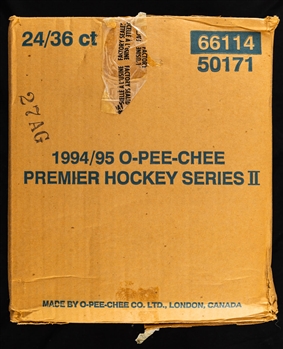 24/36 ct
66114
50171
FACTORY SEALED
27AG
1994/95 O-PEE-CHEE
PREMIER HOCKEY SERIES II
MADE BY O-PEE-CHEE CO. LTD., LONDON, CANADA